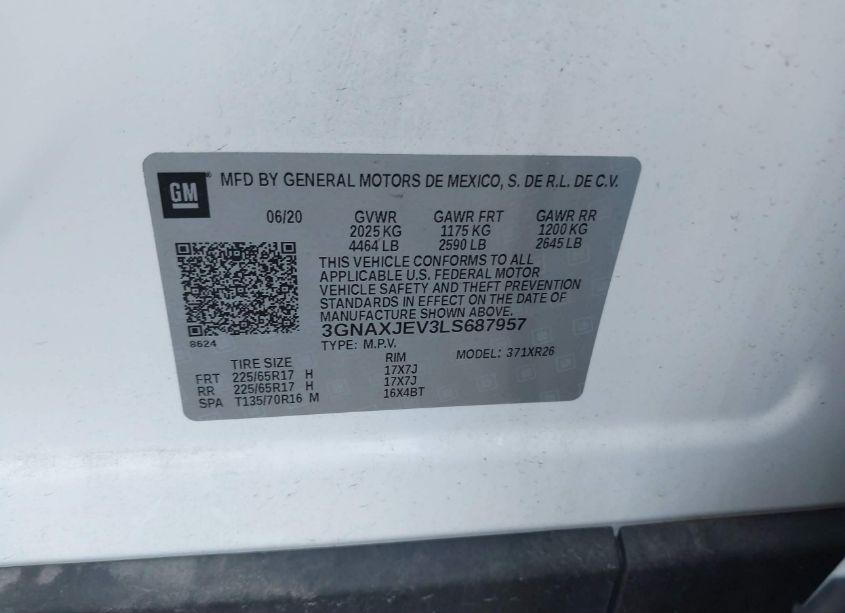 GM® MFD BY GENERAL MOTORS DE MEXICO, S. DE R.L. DE C.V.
06/20 GVWR GAWR FRT GAWR RR
2025 KG 1175 KG 1200 KG
4464 LB 2590 LB 2645 LB
THIS VEHICLE CONFORMS TO ALL
APPLICABLE U.S. FEDERAL MOTOR
VEHICLE SAFETY AND THEFT PREVENTION
STANDARDS IN EFFECT ON THE DATE OF
MANUFACTURE SHOWN ABOVE.
3GNAXJEV3LS687957
8624
TYPE: M.P.V. MODEL: 371XR26
TIRE SIZE RIM
FRT 225/65R17 H 17X7J
RR 225/65R17 H 17X7J
SPA T135/70R16 M 16X4BT